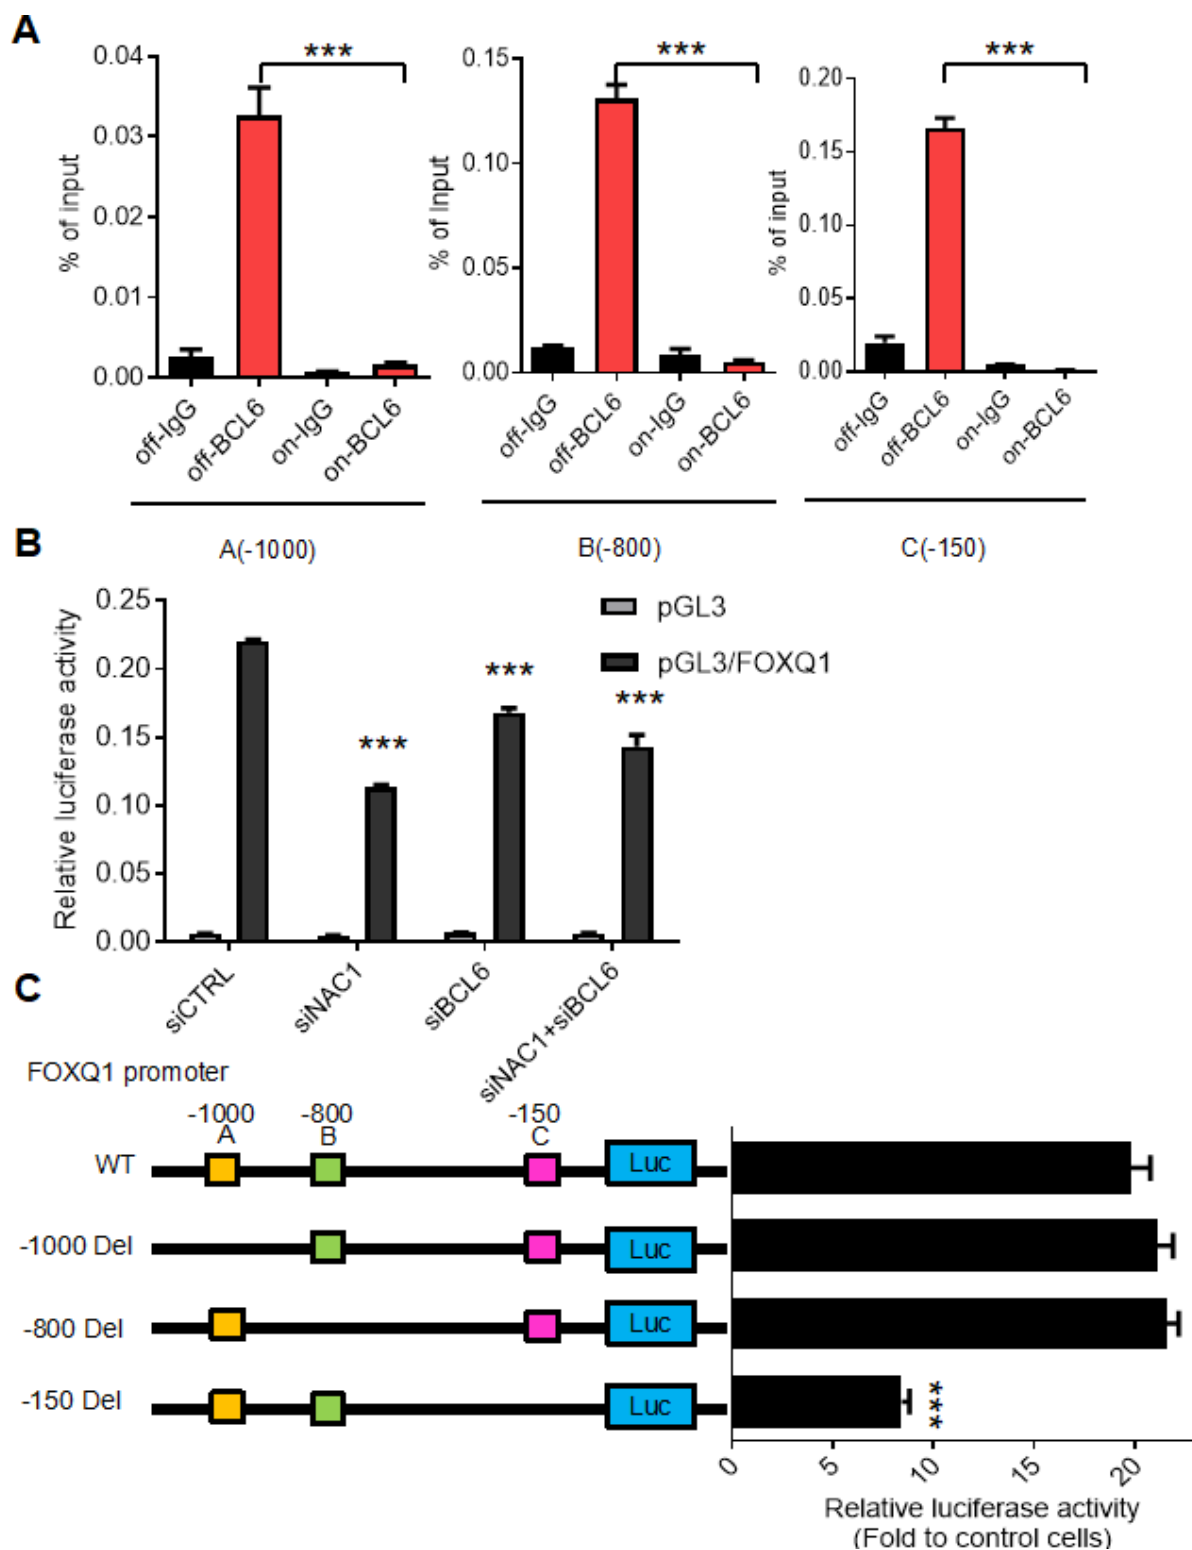 A
***
***
***
0.04
0.03
0.02
0.01
0.00
% of input
0.15
0.10
0.05
0.00
% of Input
0.20
0.15
0.10
0.05
0.00
% of input
off-IgG
off-BCL6
on-IgG
on-BCL6
off-IgG
off-BCL6
on-IgG
on-BCL6
off-IgG
off-BCL6
on-IgG
on-BCL6
A(-1000)
B(-800)
C(-150)
B
0.25
0.20
0.15
0.10
0.05
0.00
Relative luciferase activity
pGL3
pGL3/FOXQ1
***
***
***
siCTRL
siNAC1
siBCL6
siNAC1+siBCL6
C
FOXQ1 promoter
-1000
-800
-150
A
B
C
WT
Luc
-1000 Del
Luc
-800 Del
Luc
-150 Del
Luc
***
0
5
10
15
20
Relative luciferase activity
(Fold to control cells)